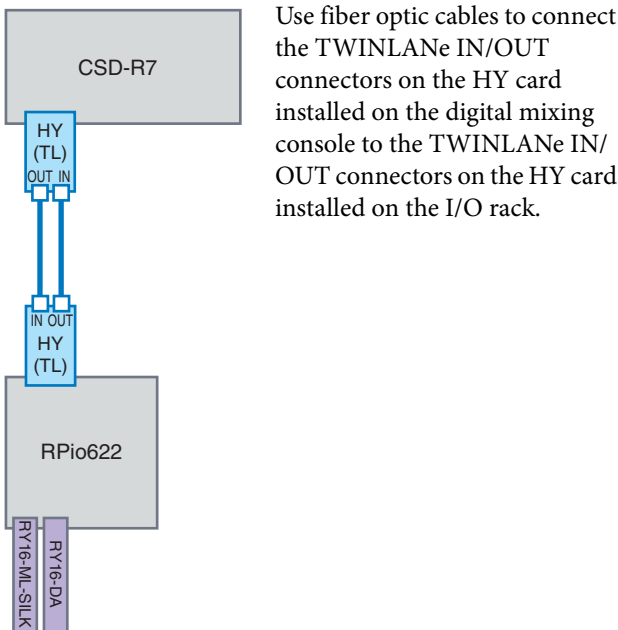 CSD-R7
HY
(TL)
OUT IN
IN OUT
HY
(TL)
RPio622
RY16-ML-SILK
RY16-DA
Use fiber optic cables to connect
the TWINLANe IN/OUT
connectors on the HY card
installed on the digital mixing
console to the TWINLANe IN/
OUT connectors on the HY card
installed on the I/O rack.